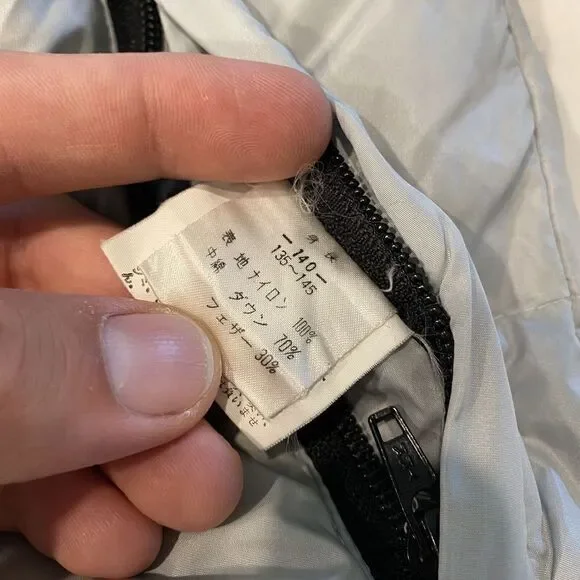 身長
— 140 —
135〜145
表地 ナイロン 100%
中綿 ダウン 70%
フェザー 30%